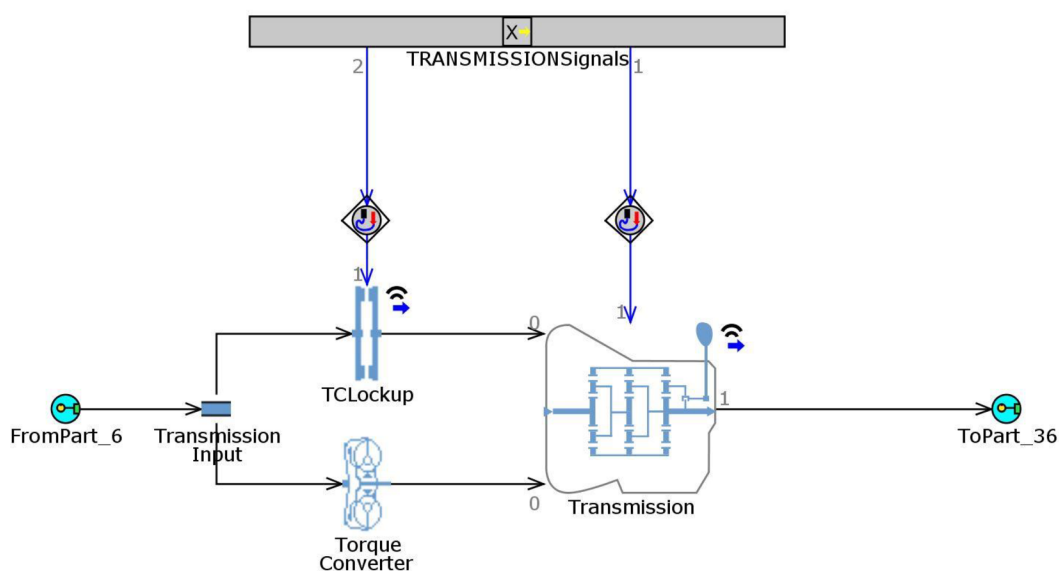 X
TRANSMISSIONSignals
2
1
1
1
0
TCLockup
1
FromPart_6
Transmission
Input
ToPart_36
0
Transmission
Torque
Converter